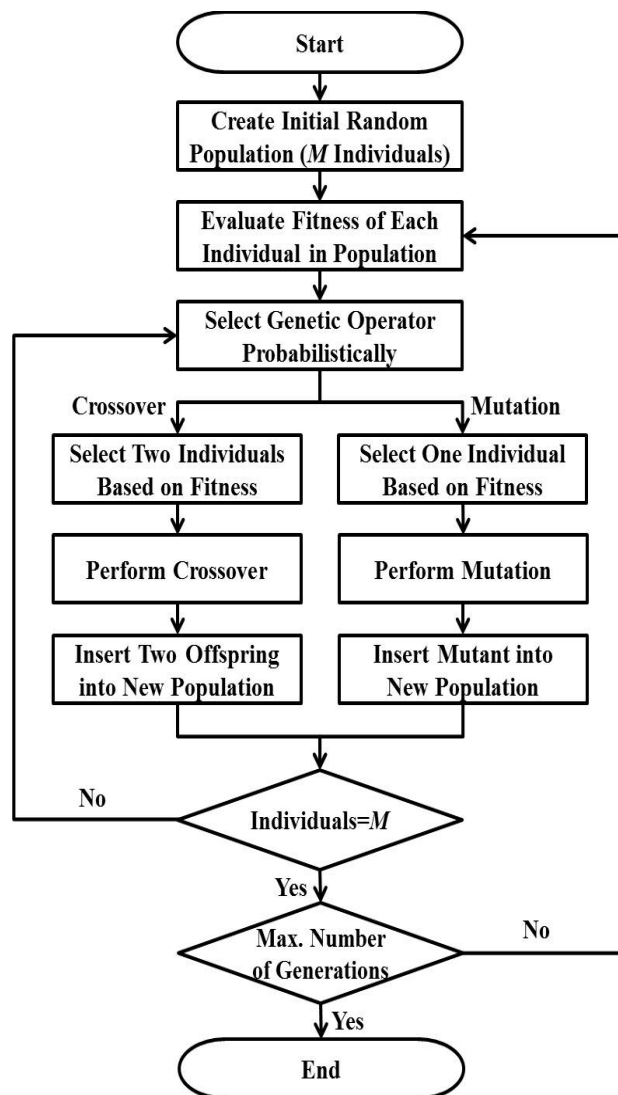 Start
Create Initial Random
Population (M Individuals)
Evaluate Fitness of Each
Individual in Population
Select Genetic Operator
Probabilistically
Crossover
Mutation
Select Two Individuals
Based on Fitness
Select One Individual
Based on Fitness
Perform Crossover
Perform Mutation
Insert Two Offspring
into New Population
Insert Mutant into
New Population
No
Individuals=M
Yes
Max. Number
of Generations
No
Yes
End